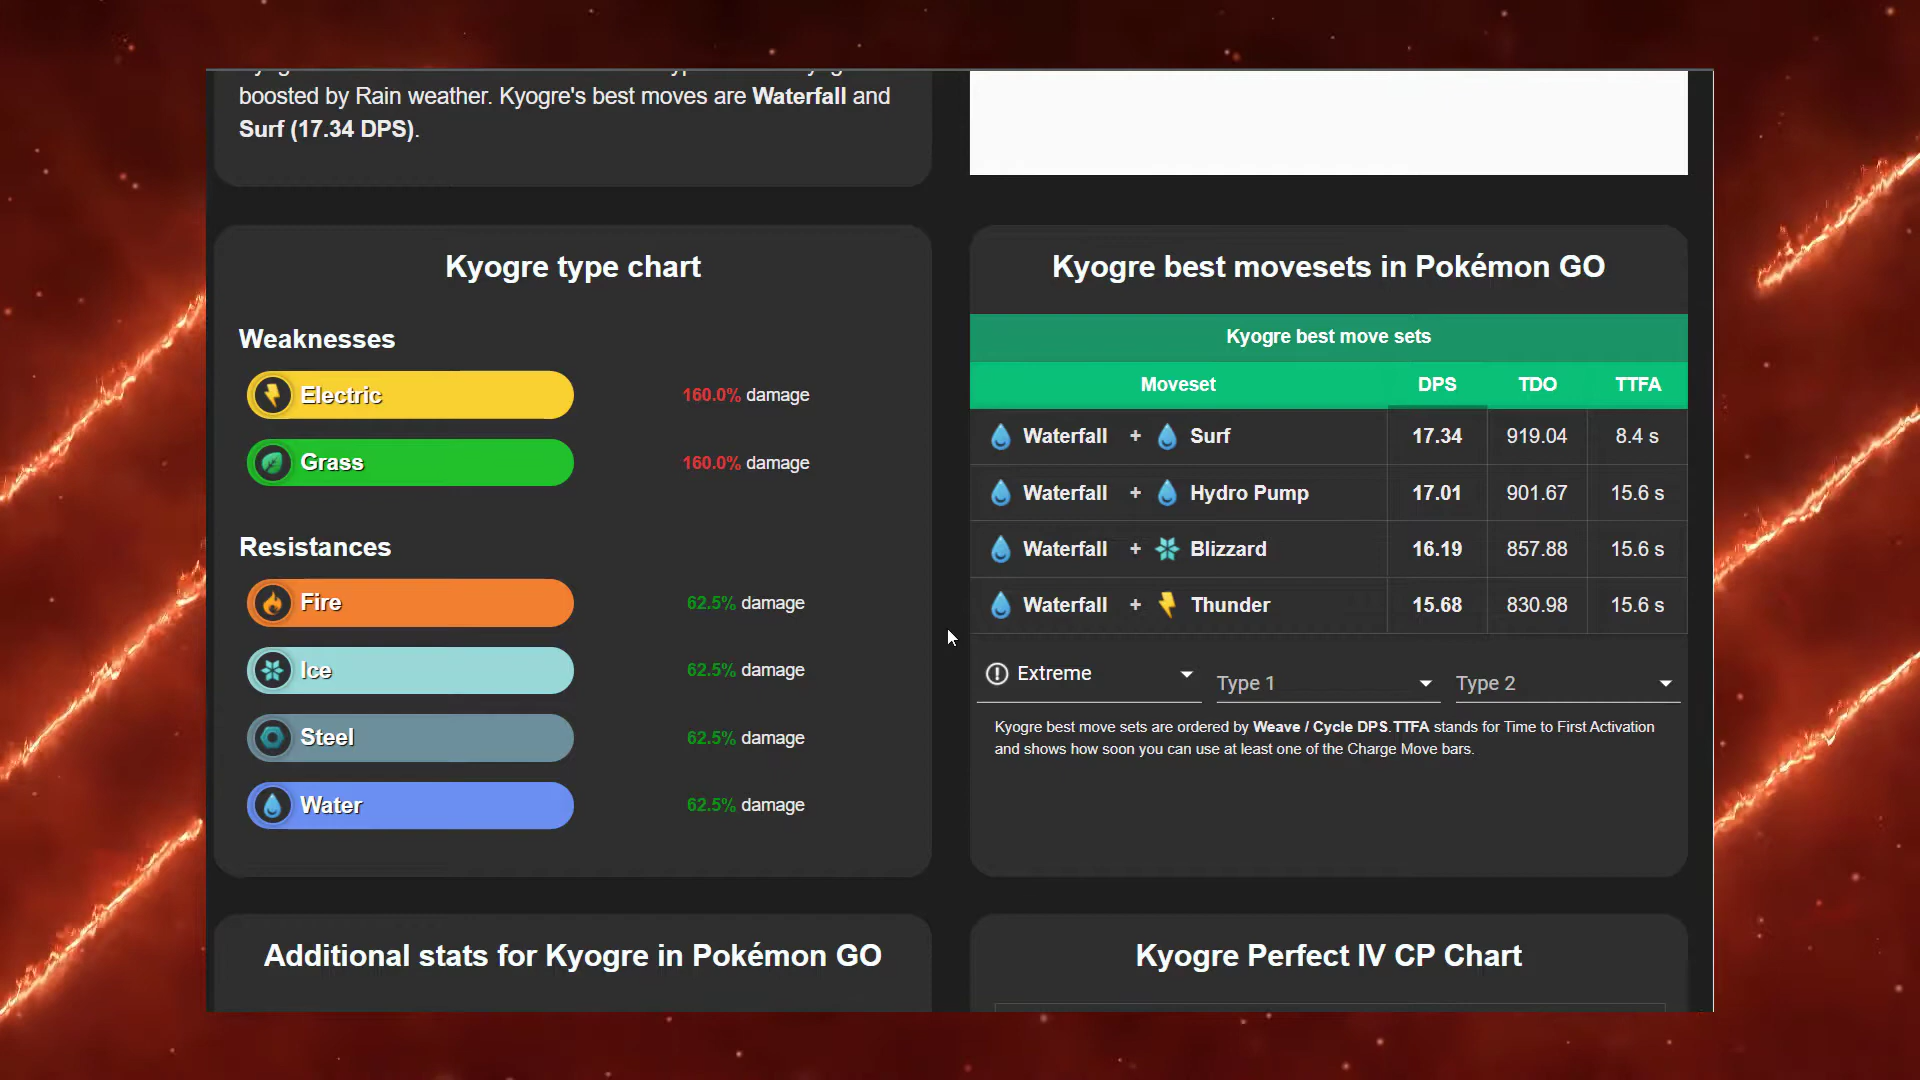 boosted by Rain weather. Kyogre's best moves are Waterfall and
Surf (17.34 DPS).
Kyogre type chart
Weaknesses
Electric 160.0% damage
Grass 160.0% damage
Resistances
Fire 62.5% damage
Ice 62.5% damage
Steel 62.5% damage
Water 62.5% damage
Kyogre best movesets in Pokémon GO
Kyogre best move sets
Moveset DPS TDO TTFA
Waterfall + Surf 17.34 919.04 8.4 s
Waterfall + Hydro Pump 17.01 901.67 15.6 s
Waterfall + Blizzard 16.19 857.88 15.6 s
Waterfall + Thunder 15.68 830.98 15.6 s
Extreme Type 1 Type 2
Kyogre best move sets are ordered by Weave / Cycle DPS.TTFA stands for Time to First Activation
and shows how soon you can use at least one of the Charge Move bars.
Additional stats for Kyogre in Pokémon GO
Kyogre Perfect IV CP Chart